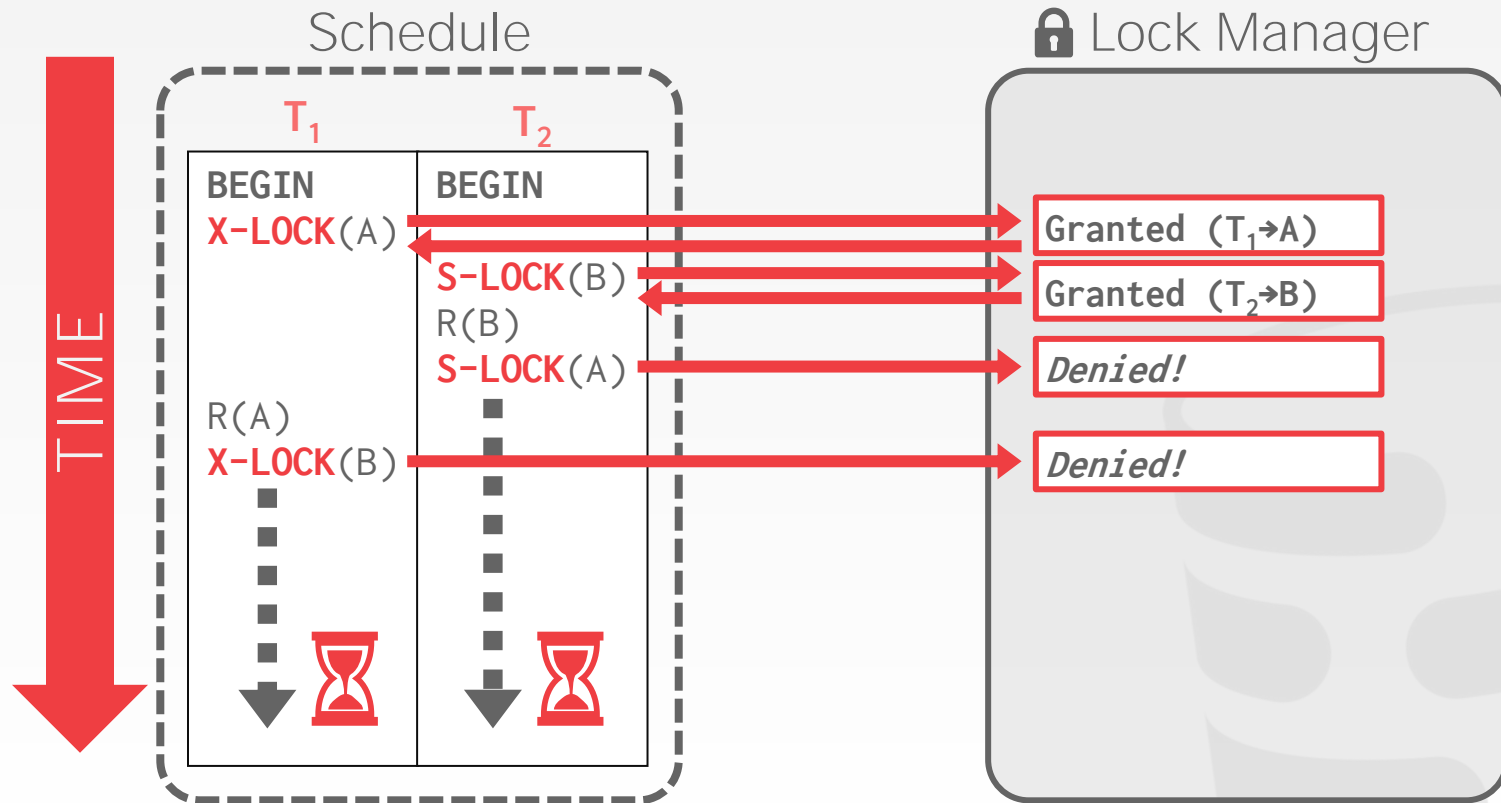 Schedule
Lock Manager
TIME
T₁ T₂
BEGIN BEGIN
X-LOCK(A)
Granted (T₁→A)
S-LOCK(B)
Granted (T₂→B)
R(B)
S-LOCK(A)
Denied!
R(A)
X-LOCK(B)
Denied!